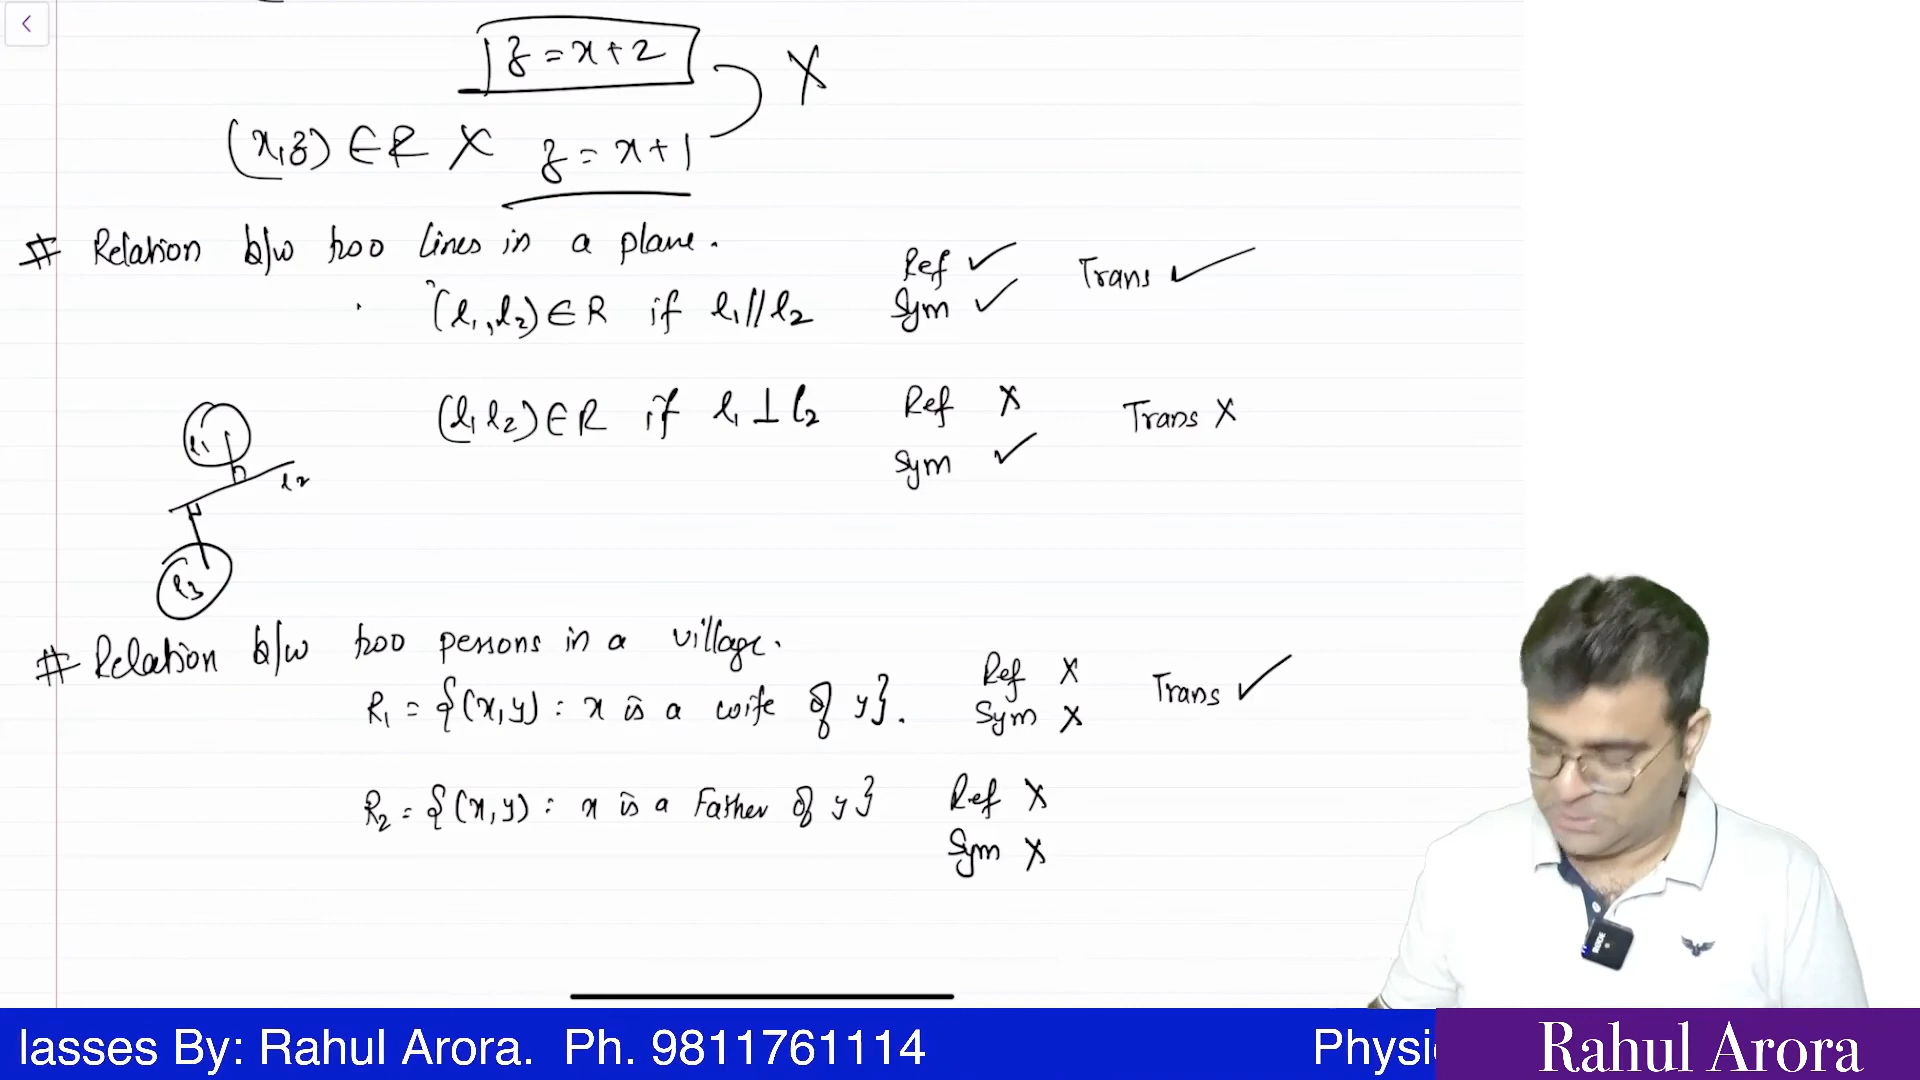 z = x + 2
X
(x, z) ∈ R X z = x + 1
# Relation b/w two lines in a plane.
(l₁, l₂) ∈ R if l₁ // l₂
Ref ✓
Sym ✓
Trans ✓
(l₁ l₂) ∈ R if l₁ ⊥ l₂
Ref X
Sym ✓
Trans X
l₁
l₂
l₃
# Relation b/w two persons in a village.
R₁ = {(x, y) : x is a wife of y}.
Ref X
Sym X
Trans ✓
R₂ = {(x, y) : x is a Father of y}
Ref X
Sym X
RODE
lasses By: Rahul Arora. Ph. 9811761114
Physi
Rahul Arora